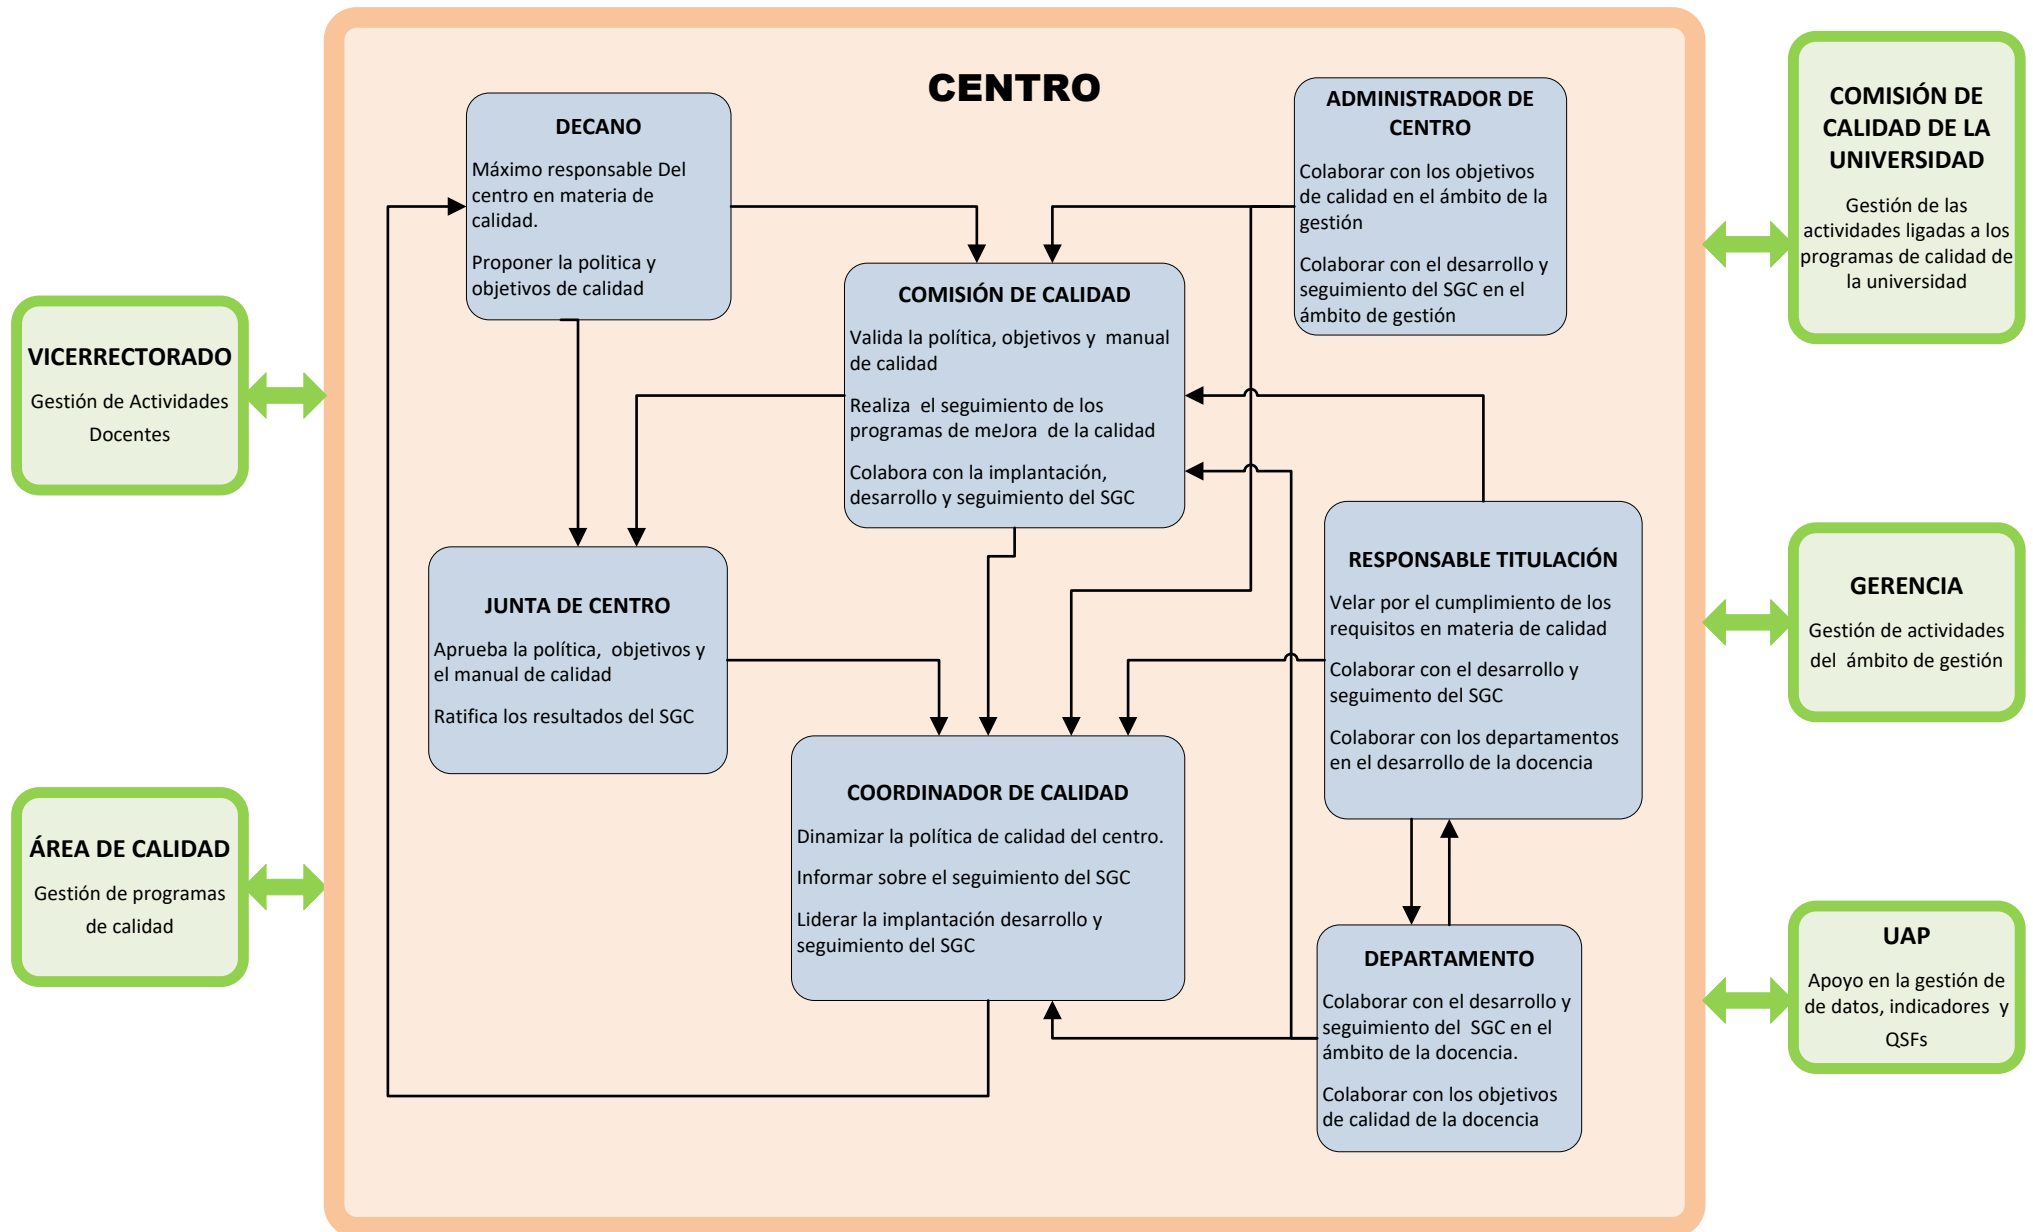 CENTRO
DECANO
Máximo responsable Del
centro en materia de
calidad.
Proponer la politica y
objetivos de calidad
ADMINISTRADOR DE
CENTRO
Colaborar con los objetivos
de calidad en el ámbito de la
gestión
Colaborar con el desarrollo y
seguimiento del SGC en el
ámbito de gestión
COMISIÓN DE
CALIDAD DE LA
UNIVERSIDAD
Gestión de las
actividades ligadas a los
programas de calidad de
la universidad
COMISIÓN DE CALIDAD
Valida la política, objetivos y manual
de calidad
Realiza el seguimiento de los
programas de meJora de la calidad
Colabora con la implantación,
desarrollo y seguimiento del SGC
VICERRECTORADO
Gestión de Actividades
Docentes
JUNTA DE CENTRO
Aprueba la política, objetivos y
el manual de calidad
Ratifica los resultados del SGC
RESPONSABLE TITULACIÓN
Velar por el cumplimiento de los
requisitos en materia de calidad
Colaborar con el desarrollo y
seguimento del SGC
Colaborar con los departamentos
en el desarrollo de la docencia
GERENCIA
Gestión de actividades
del ámbito de gestión
COORDINADOR DE CALIDAD
Dinamizar la política de calidad del centro.
Informar sobre el seguimiento del SGC
Liderar la implantación desarrollo y
seguimiento del SGC
ÁREA DE CALIDAD
Gestión de programas
de calidad
DEPARTAMENTO
Colaborar con el desarrollo y
seguimiento del SGC en el
ámbito de la docencia.
Colaborar con los objetivos
de calidad de la docencia
UAP
Apoyo en la gestión de
de datos, indicadores y
QSFs